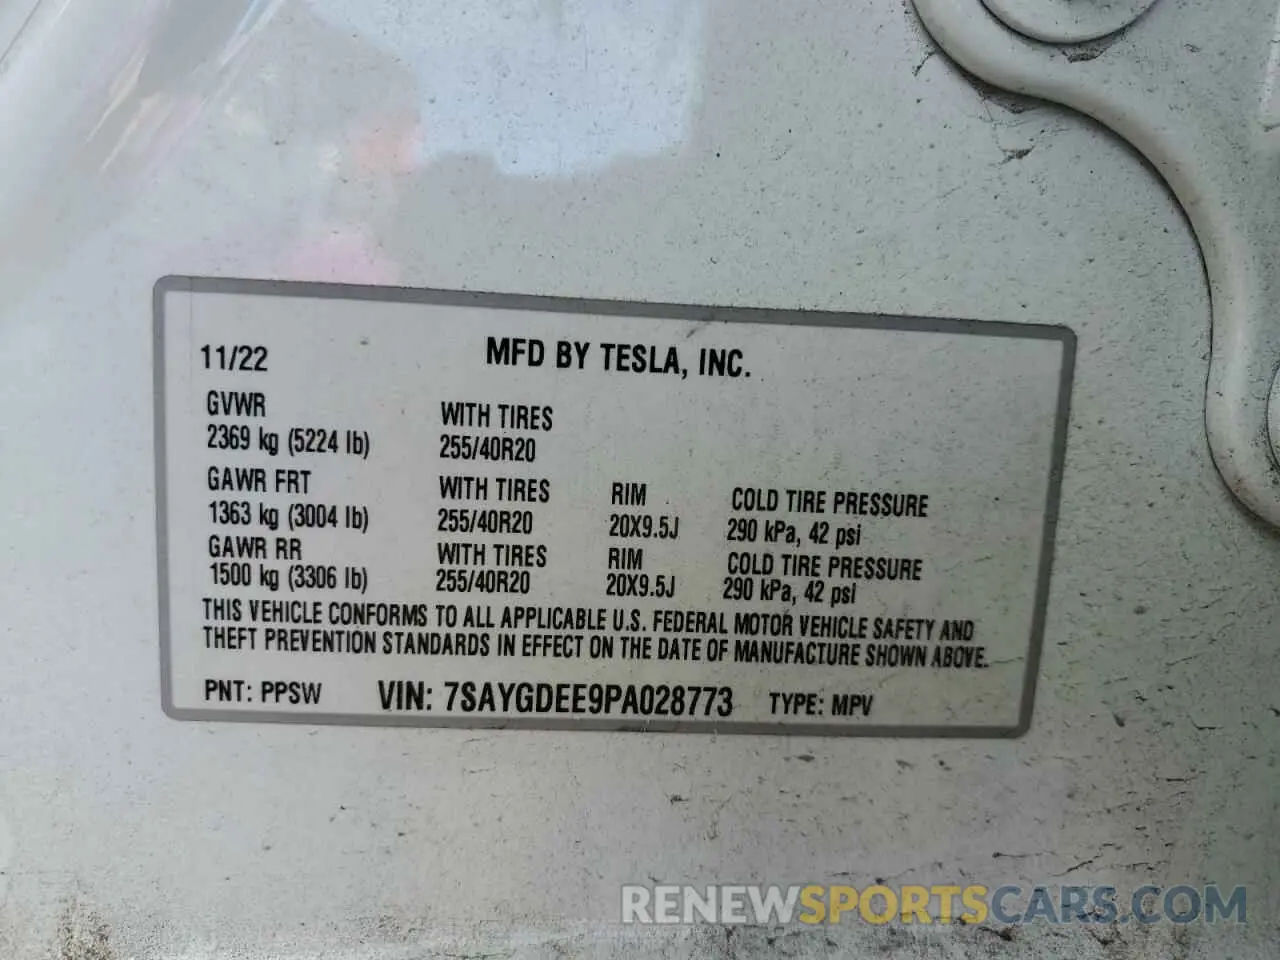 11/22 MFD BY TESLA, INC.
GVWR WITH TIRES
2369 kg (5224 lb) 255/40R20
GAWR FRT WITH TIRES RIM COLD TIRE PRESSURE
1363 kg (3004 lb) 255/40R20 20X9.5J 290 kPa, 42 psi
GAWR RR WITH TIRES RIM COLD TIRE PRESSURE
1500 kg (3306 lb) 255/40R20 20X9.5J 290 kPa, 42 psi
THIS VEHICLE CONFORMS TO ALL APPLICABLE U.S. FEDERAL MOTOR VEHICLE SAFETY AND
THEFT PREVENTION STANDARDS IN EFFECT ON THE DATE OF MANUFACTURE SHOWN ABOVE.
PNT: PPSW VIN: 7SAYGDEE9PA028773 TYPE: MPV
RENEWSPORTSCARS.COM